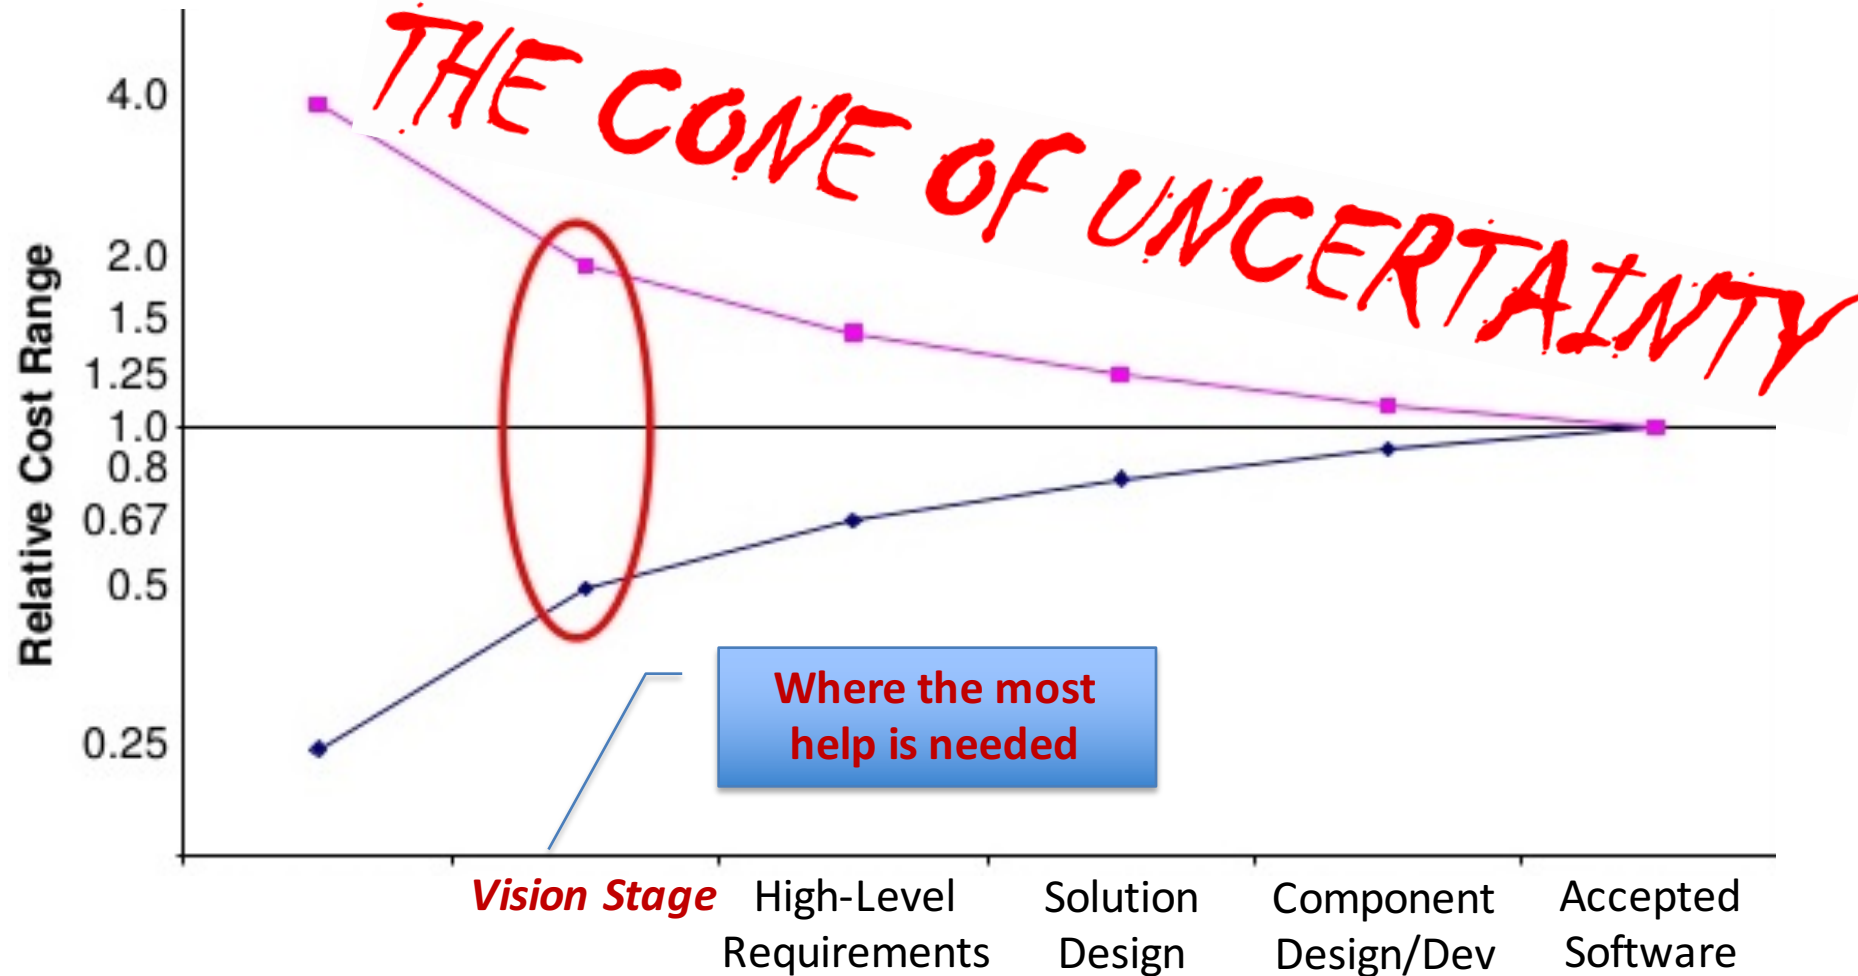 THE CONE OF UNCERTAINTY
4.0
2.0
1.5
1.25
1.0
0.8
0.67
0.5
0.25
Relative Cost Range
Where the most
help is needed
Vision Stage
High-Level
Requirements
Solution
Design
Component
Design/Dev
Accepted
Software